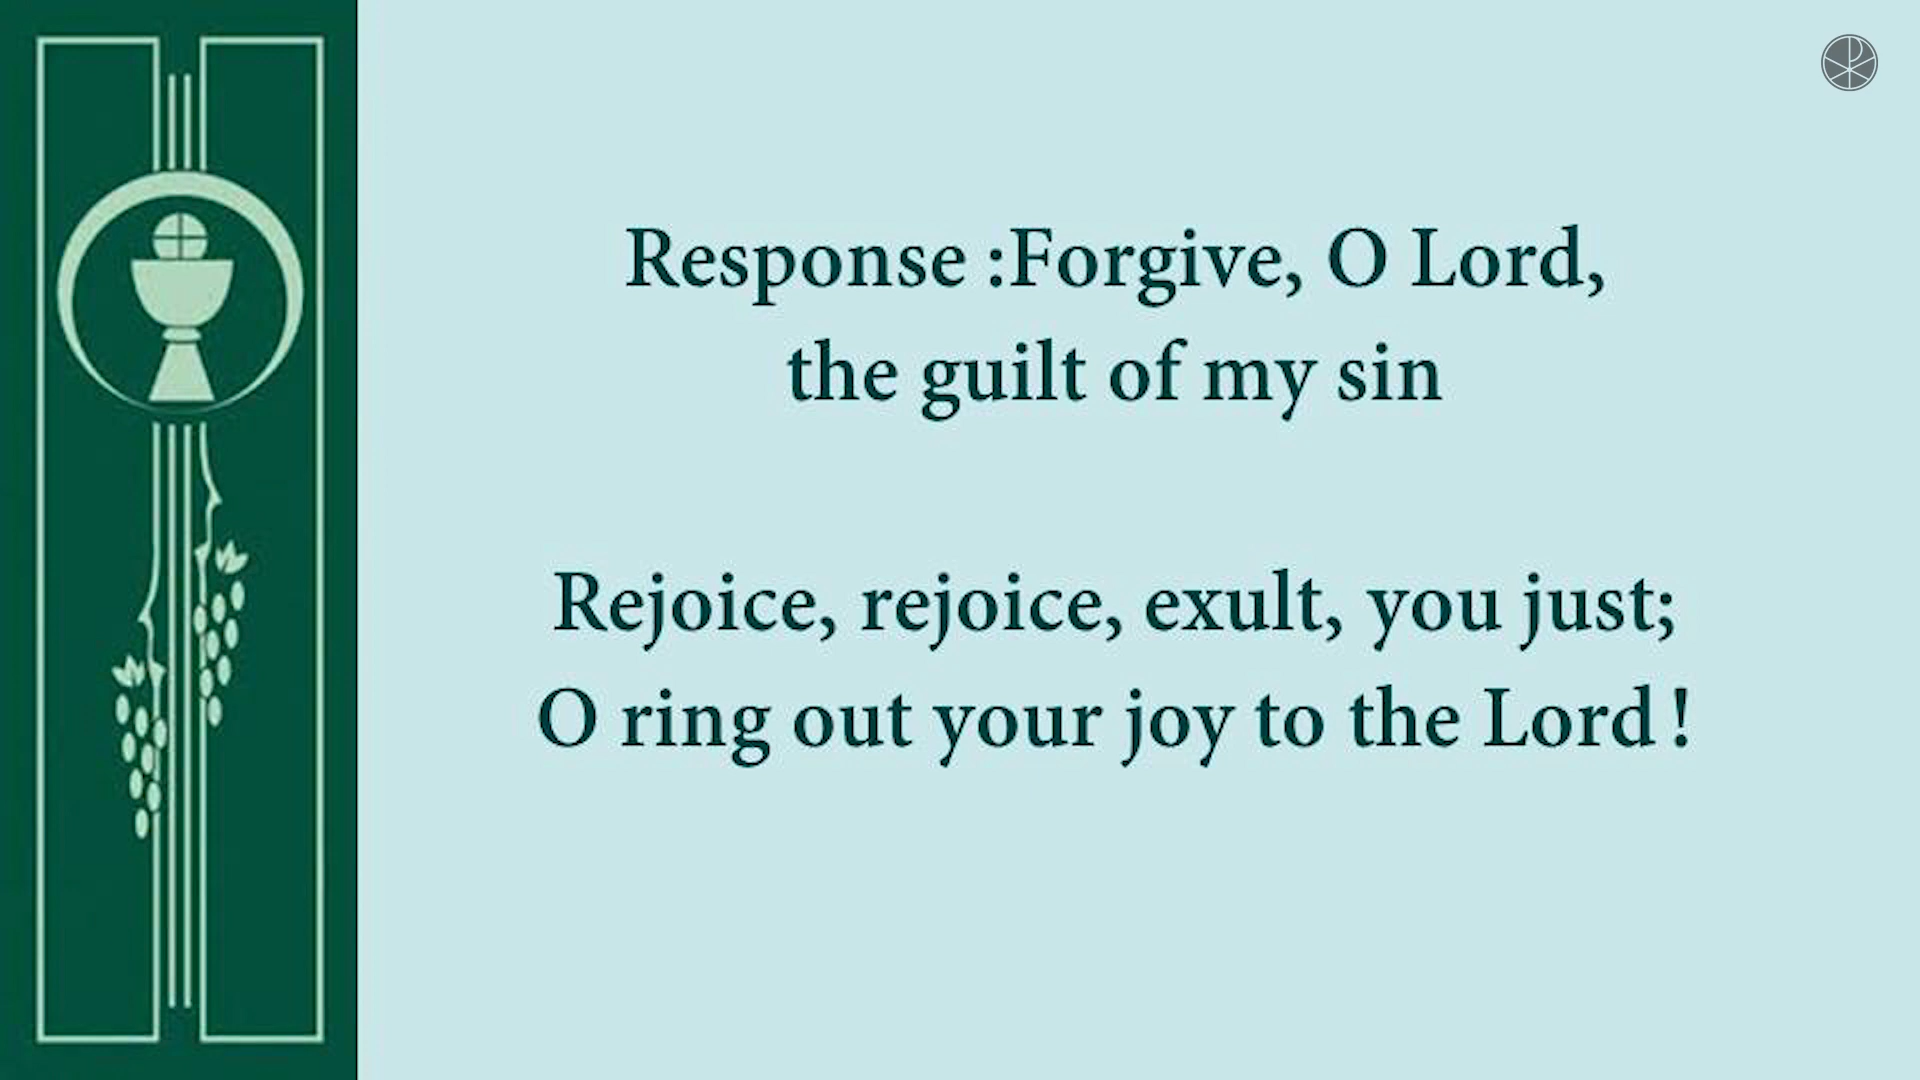 Response :Forgive, O Lord,
the guilt of my sin
Rejoice, rejoice, exult, you just;
O ring out your joy to the Lord !